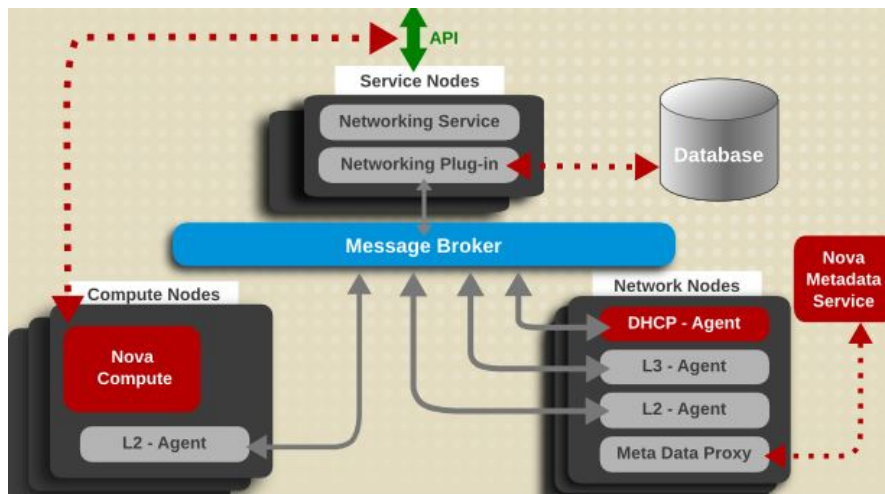 API
Service Nodes
Networking Service
Networking Plug-in
Database
Message Broker
Compute Nodes
Nova
Compute
L2 - Agent
Network Nodes
DHCP - Agent
L3 - Agent
L2 - Agent
Meta Data Proxy
Nova
Metadata
Service